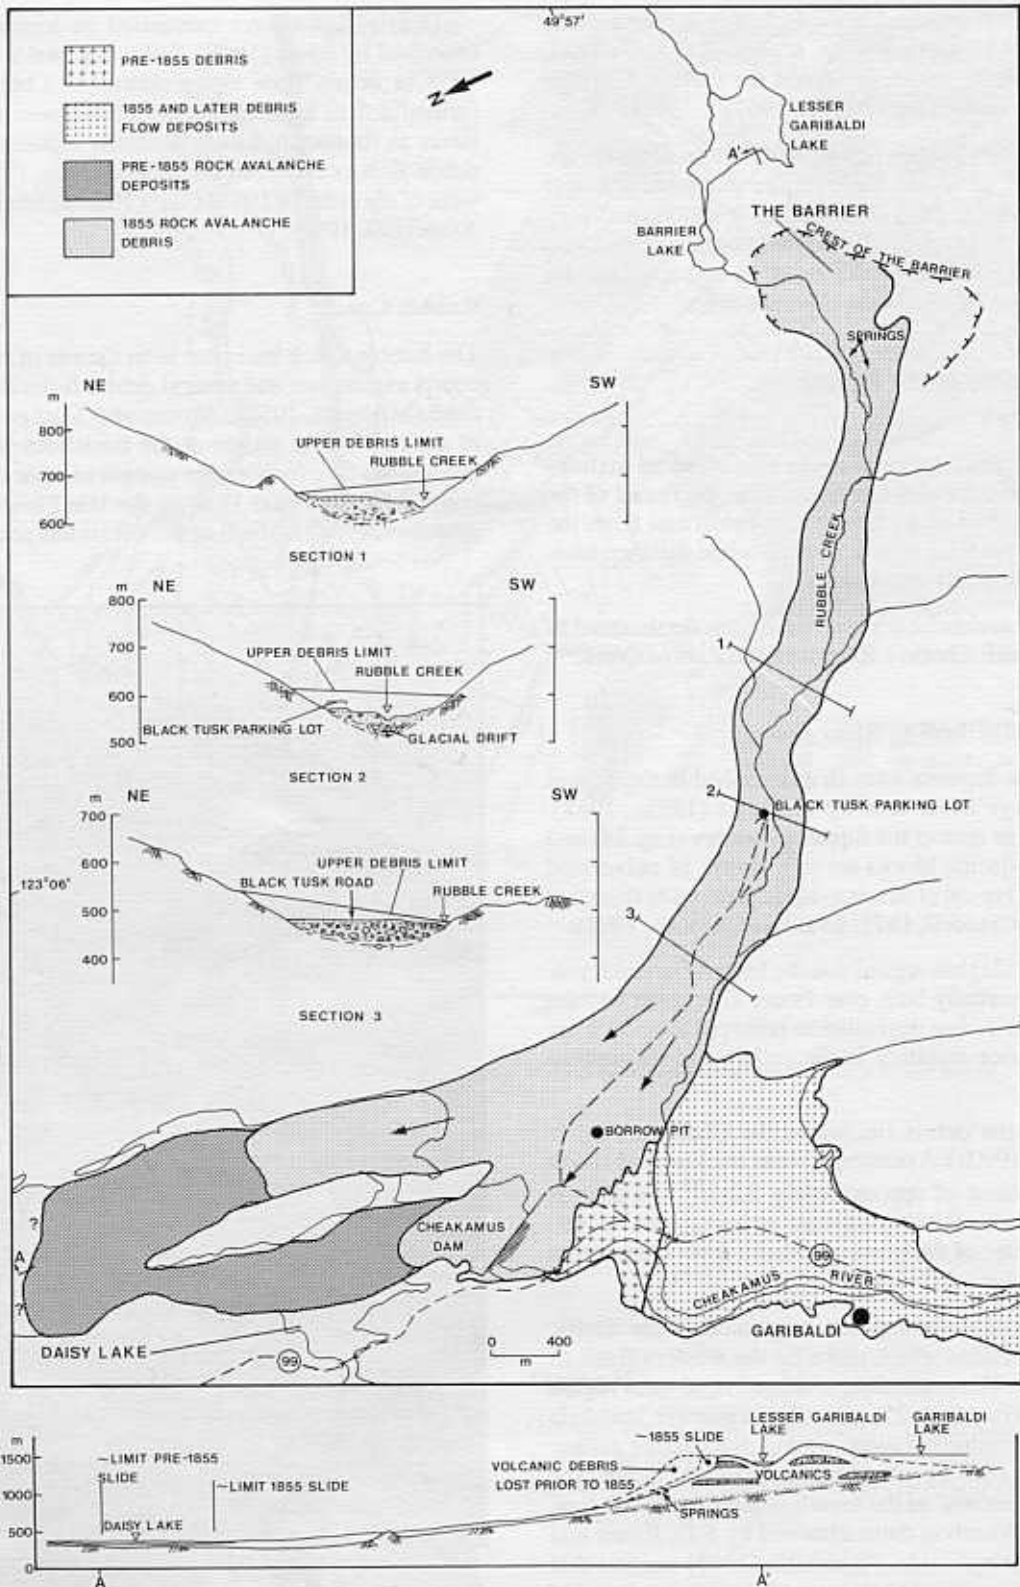 49°57'
PRE-1855 DEBRIS
1855 AND LATER DEBRIS
FLOW DEPOSITS
PRE-1855 ROCK AVALANCHE
DEPOSITS
1855 ROCK AVALANCHE
DEBRIS
N
LESSER
GARIBALDI
LAKE
A'
THE BARRIER
BARRIER
LAKE
CREST OF THE BARRIER
SPRINGS
RUBBLE CREEK
NE
SW
m
800
700
600
UPPER DEBRIS LIMIT
RUBBLE CREEK
SECTION 1
NE
SW
m
800
700
600
500
UPPER DEBRIS LIMIT
RUBBLE CREEK
BLACK TUSK PARKING LOT
GLACIAL DRIFT
SECTION 2
NE
SW
m
700
600
500
400
UPPER DEBRIS LIMIT
BLACK TUSK ROAD
RUBBLE CREEK
?
SECTION 3
123°06'
1
2
BLACK TUSK PARKING LOT
3
BORROW PIT
CHEAKAMUS
DAM
?
A
?
99
CHEAKAMUS RIVER
GARIBALDI
DAISY LAKE
99
0 400
m
m
1500
1000
500
0
~LIMIT PRE-1855
SLIDE
~LIMIT 1855 SLIDE
DAISY LAKE
VOLCANIC DEBRIS
LOST PRIOR TO 1855
~1855 SLIDE
LESSER GARIBALDI
LAKE
GARIBALDI
LAKE
VOLCANICS
SPRINGS
A
A'